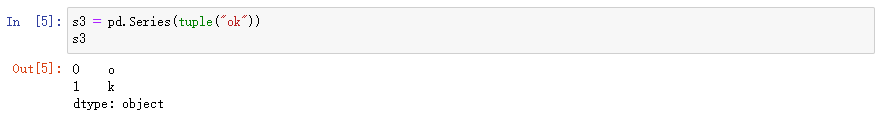 In [5]: s3 = pd.Series(tuple("ok"))
s3
Out[5]: 0 o
1 k
dtype: object